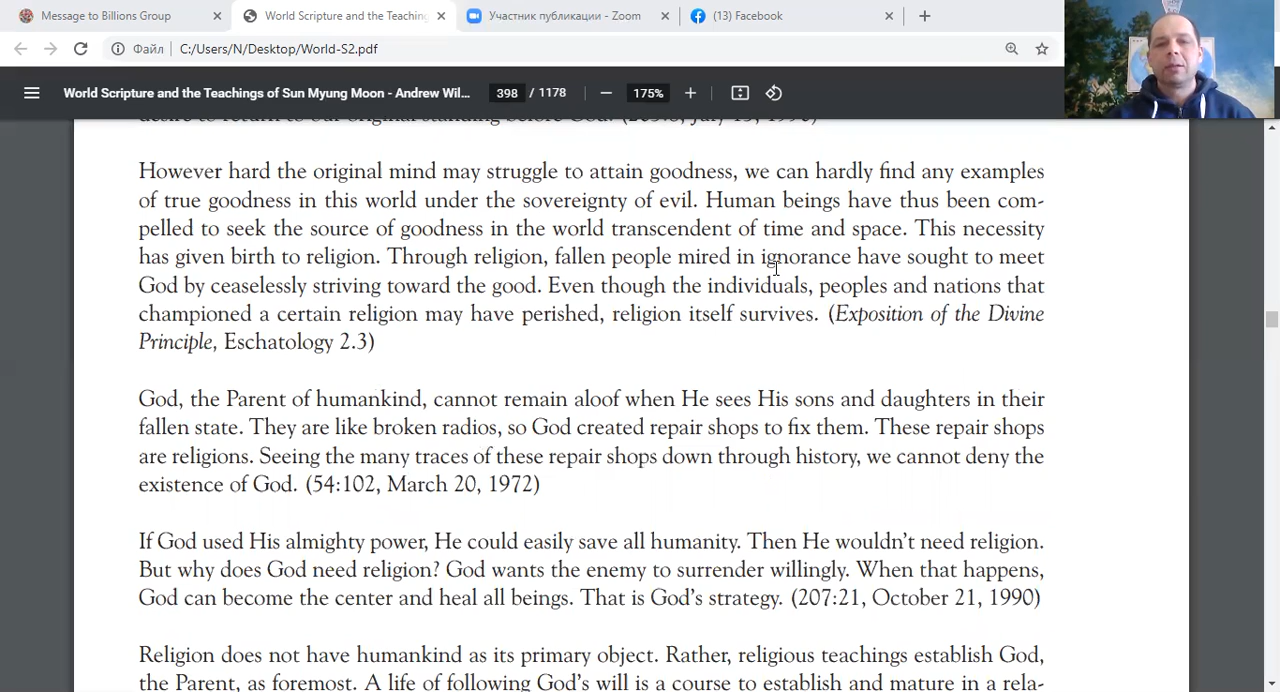 Message to Billions Group
World Scripture and the Teaching
Участник публикации - Zoom
(13) Facebook
Файл
C:/Users/N/Desktop/World-S2.pdf
World Scripture and the Teachings of Sun Myung Moon - Andrew Wil...
398 / 1178
175%
However hard the original mind may struggle to attain goodness, we can hardly find any examples
of true goodness in this world under the sovereignty of evil. Human beings have thus been com-
pelled to seek the source of goodness in the world transcendent of time and space. This necessity
has given birth to religion. Through religion, fallen people mired in ignorance have sought to meet
God by ceaselessly striving toward the good. Even though the individuals, peoples and nations that
championed a certain religion may have perished, religion itself survives. (Exposition of the Divine
Principle, Eschatology 2.3)
God, the Parent of humankind, cannot remain aloof when He sees His sons and daughters in their
fallen state. They are like broken radios, so God created repair shops to fix them. These repair shops
are religions. Seeing the many traces of these repair shops down through history, we cannot deny the
existence of God. (54:102, March 20, 1972)
If God used His almighty power, He could easily save all humanity. Then He wouldn't need religion.
But why does God need religion? God wants the enemy to surrender willingly. When that happens,
God can become the center and heal all beings. That is God's strategy. (207:21, October 21, 1990)
Religion does not have humankind as its primary object. Rather, religious teachings establish God,
the Parent, as foremost. A life of following God's will is a course to establish and mature in a rela-